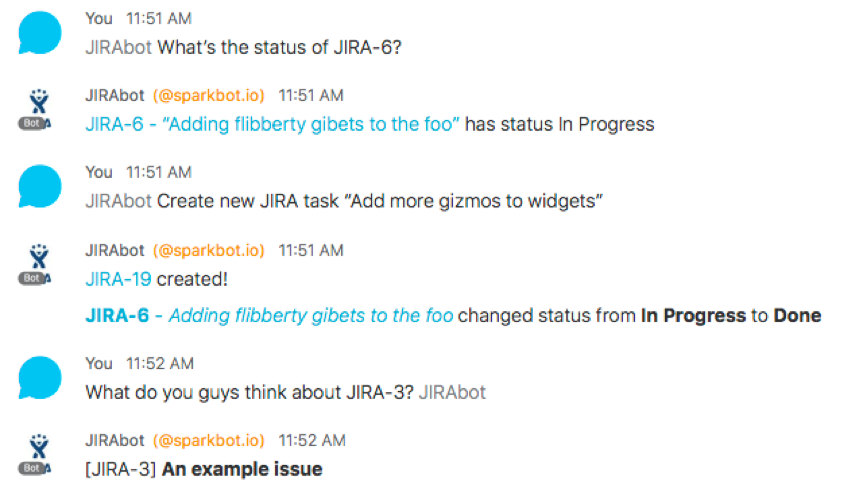 You 11:51 AM
JIRAbot What's the status of JIRA-6?
JIRAbot (@sparkbot.io) 11:51 AM
Bot
JIRA-6 - "Adding flibberty gibets to the foo" has status In Progress
You 11:51 AM
JIRAbot Create new JIRA task "Add more gizmos to widgets"
JIRAbot (@sparkbot.io) 11:51 AM
Bot
JIRA-19 created!
JIRA-6 - Adding flibberty gibets to the foo changed status from In Progress to Done
You 11:52 AM
What do you guys think about JIRA-3? JIRAbot
JIRAbot (@sparkbot.io) 11:52 AM
Bot
[JIRA-3] An example issue